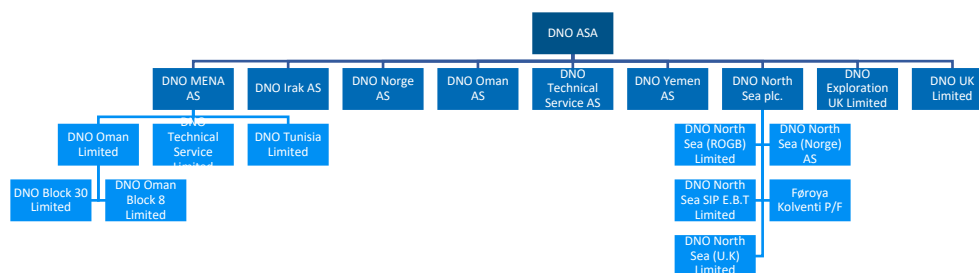 DNO ASA
DNO MENA
AS
DNO Irak AS
DNO Norge
AS
DNO Oman AS
DNO
Technical
Service AS
DNO Yemen
AS
DNO North
Sea plc.
DNO
Exploration
UK Limited
DNO UK
Limited
DNO Oman
Limited
DNO
Technical
Service
Limited
DNO Tunisia
Limited
DNO North
Sea (ROGB)
Limited
DNO North
Sea (Norge)
AS
DNO Block 30
Limited
DNO Oman
Block 8
Limited
DNO North
Sea SIP E.B.T
Limited
Føroya
Kolventi P/F
DNO North
Sea (U.K)
Limited